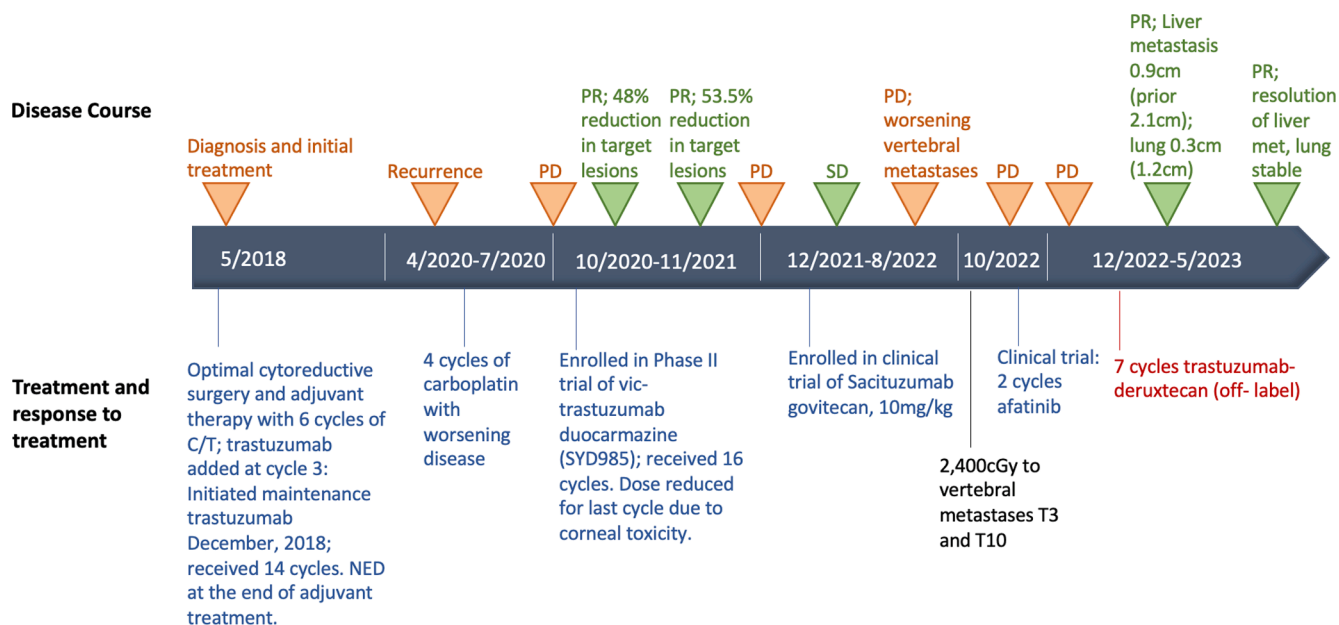 Disease Course
Diagnosis and initial
treatment
Recurrence
PD
PR; 48%
reduction
in target
lesions
PR; 53.5%
reduction
in target
lesions
PD
SD
PD;
worsening
vertebral
metastases
PD
PD
PR; Liver
metastasis
0.9cm
(prior
2.1cm);
lung 0.3cm
(1.2cm)
PR;
resolution
of liver
met, lung
stable
5/2018
4/2020-7/2020
10/2020-11/2021
12/2021-8/2022
10/2022
12/2022-5/2023
Treatment and
response to
treatment
Optimal cytoreductive
surgery and adjuvant
therapy with 6 cycles of
C/T; trastuzumab
added at cycle 3:
Initiated maintenance
trastuzumab
December, 2018;
received 14 cycles. NED
at the end of adjuvant
treatment.
4 cycles of
carboplatin
with
worsening
disease
Enrolled in Phase II
trial of vic-
trastuzumab
duocarmazine
(SYD985); received 16
cycles. Dose reduced
for last cycle due to
corneal toxicity.
Enrolled in clinical
trial of Sacituzumab
govitecan, 10mg/kg
2,400cGy to
vertebral
metastases T3
and T10
Clinical trial:
2 cycles
afatinib
7 cycles trastuzumab-
deruxtecan (off- label)